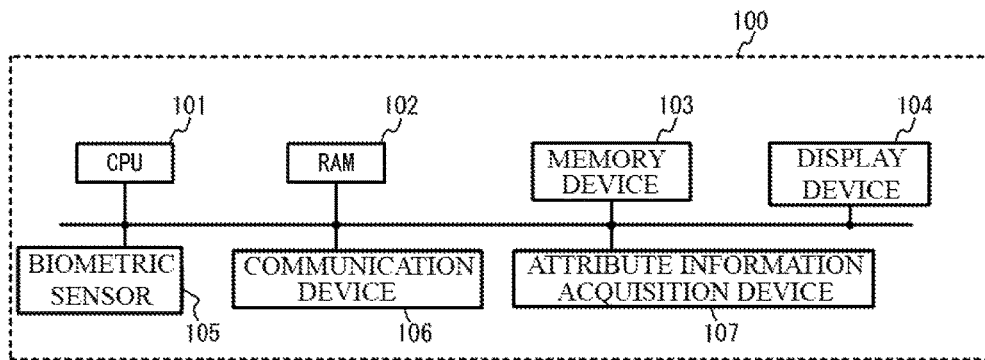 100
101
102
103
104
CPU
RAM
MEMORY
DEVICE
DISPLAY
DEVICE
BIOMETRIC
SENSOR
COMMUNICATION
DEVICE
ATTRIBUTE INFORMATION
ACQUISITION DEVICE
105
106
107